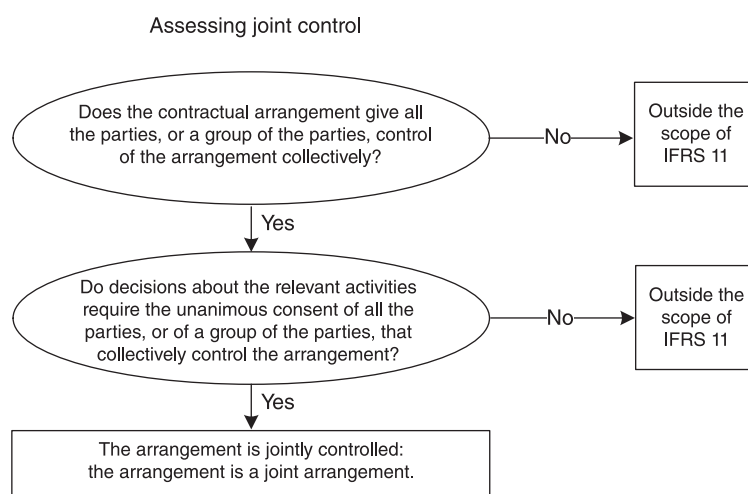 Assessing joint control
Does the contractual arrangement give all
the parties, or a group of the parties, control
of the arrangement collectively?
No
Outside the
scope of
IFRS 11
Yes
Do decisions about the relevant activities
require the unanimous consent of all the
parties, or of a group of the parties, that
collectively control the arrangement?
No
Outside the
scope of
IFRS 11
Yes
The arrangement is jointly controlled:
the arrangement is a joint arrangement.